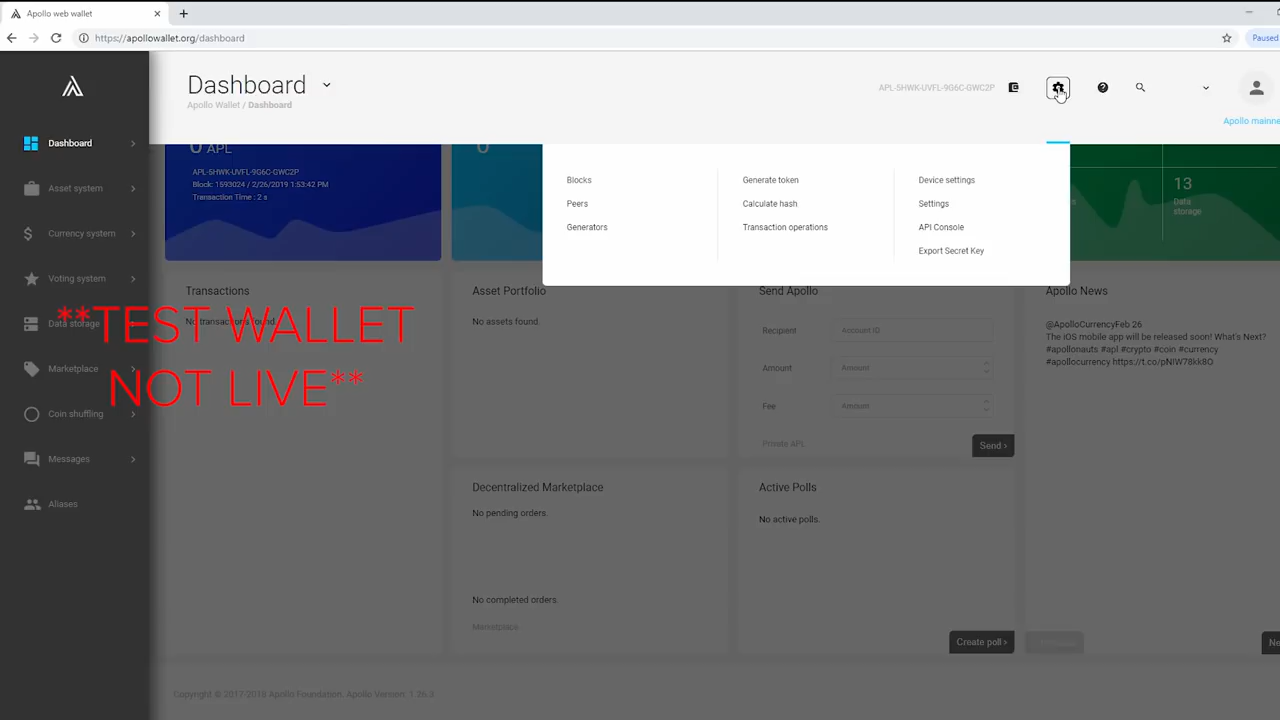 Apollo web wallet
https://apollowallet.org/dashboard
Paused
Dashboard
Apollo Wallet / Dashboard
APL-5HWK-UVFL-9G6C-GWC2P
Apollo mainne
Dashboard
Asset system
Currency system
Voting system
Data storage
Marketplace
Coin shuffling
Messages
Aliases
0 APL
APL-5HWK-UVFL-9G6C-GWC2P
Block: 1593024 / 2/26/2019 1:53:42 PM
Transaction Time : 2 s
0
Blocks
Peers
Generators
Generate token
Calculate hash
Transaction operations
Device settings
Settings
API Console
Export Secret Key
13
Data
storage
**TEST WALLET
NOT LIVE**
Transactions
No transactions found.
Asset Portfolio
No assets found.
Send Apollo
Recipient
Account ID
Amount
Amount
Fee
Amount
Private APL
Send ›
Apollo News
@ApolloCurrencyFeb 26
The iOS mobile app will be released soon! What's Next?
#apollonauts #apl #crypto #coin #currency
#apollocurrency https://t.co/pNIW78kk8O
Decentralized Marketplace
No pending orders.
No completed orders.
Marketplace
Active Polls
No active polls.
Create poll ›
Ne
Copyright © 2017-2018 Apollo Foundation. Apollo Version: 1.26.3